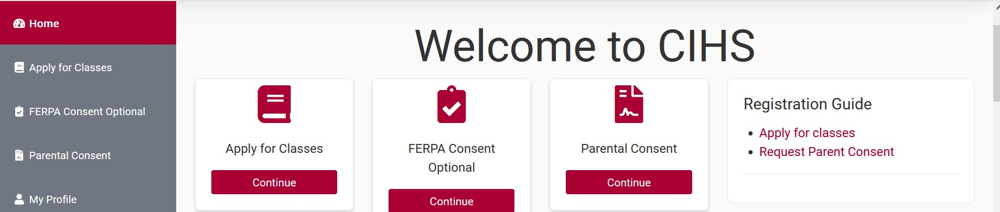 Home
Apply for Classes
FERPA Consent Optional
Parental Consent
My Profile
Welcome to CIHS
Apply for Classes
Continue
FERPA Consent
Optional
Continue
Parental Consent
Continue
Registration Guide
Apply for classes
Request Parent Consent